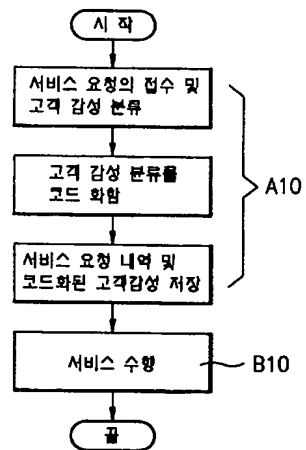 시 작
서비스 요청의 접수 및
고객 감성 분류
고객 감성 분류를
코드 화함
서비스 요청 내역 및
코드화된 고객감성 저장
A10
서비스 수행
B10
끝